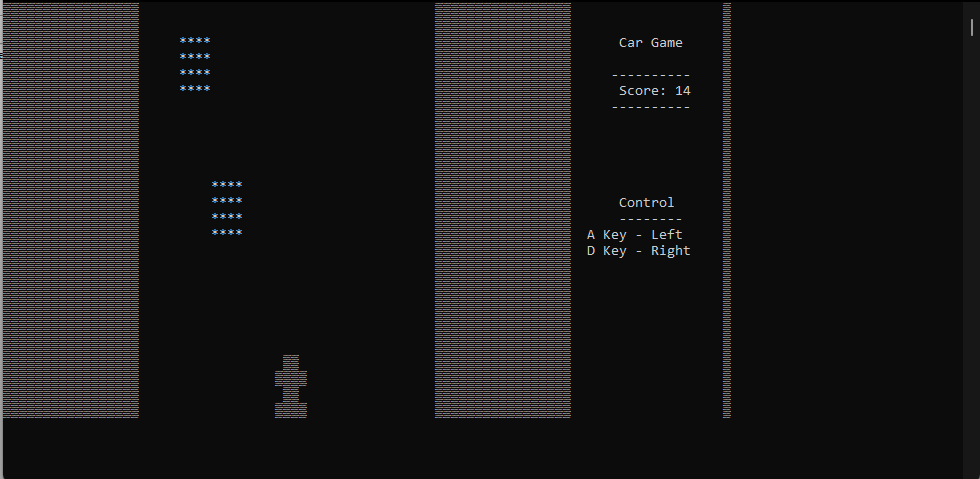 ****
****
****
****
Car Game
----------
Score: 14
----------
****
****
****
****
Control
--------
A Key - Left
D Key - Right